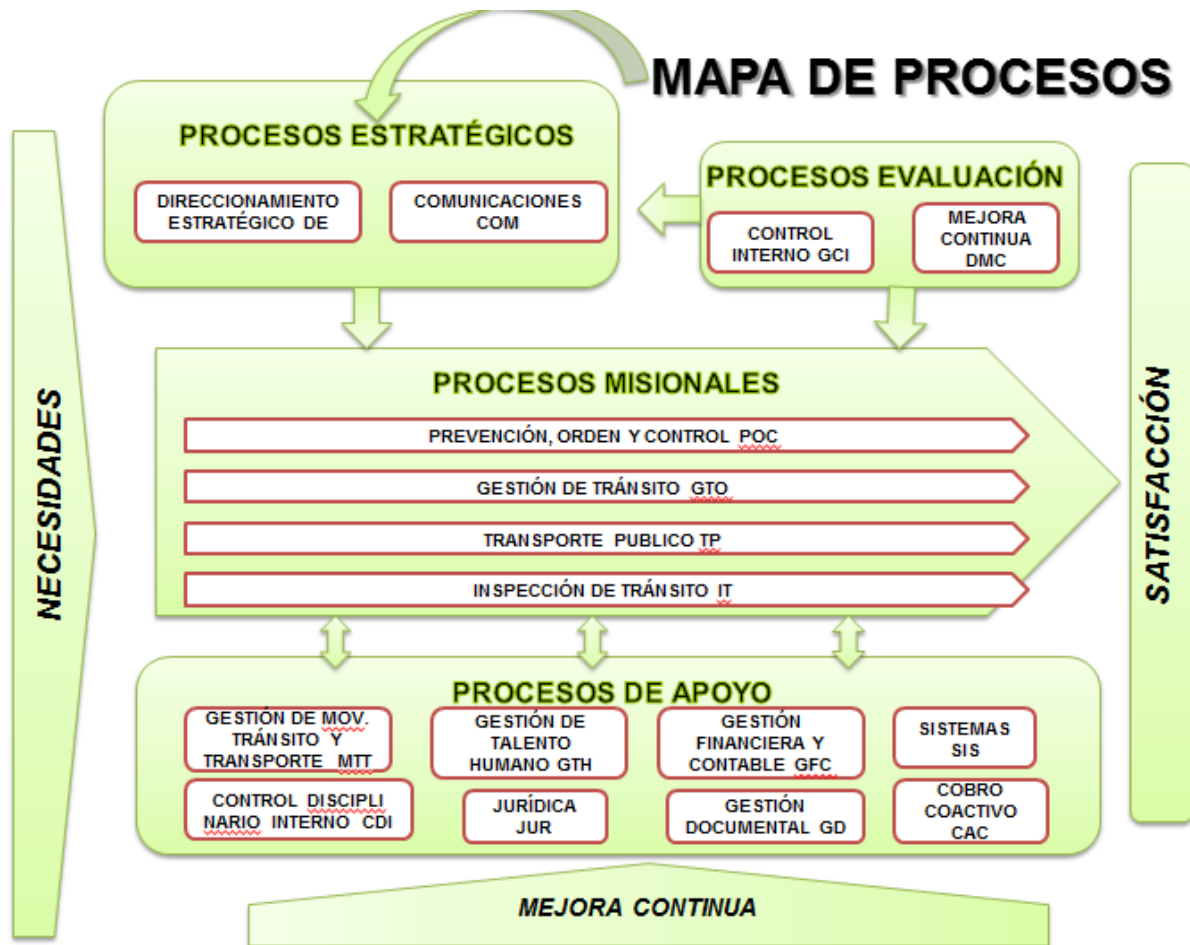 MAPA DE PROCESOS
PROCESOS ESTRATÉGICOS
DIRECCIONAMIENTO
ESTRATÉGICO DE
COMUNICACIONES
COM
PROCESOS EVALUACIÓN
CONTROL
INTERNO GCI
MEJORA
CONTINUA
DMC
NECESIDADES
PROCESOS MISIONALES
PREVENCIÓN, ORDEN Y CONTROL POC
GESTIÓN DE TRÁNSITO GTO
TRANSPORTE PUBLICO TP
INSPECCIÓN DE TRÁNSITO IT
SATISFACCIÓN
PROCESOS DE APOYO
GESTIÓN DE MOV.
TRÁNSITO Y
TRANSPORTE MTT
GESTIÓN DE
TALENTO
HUMANO GTH
GESTIÓN
FINANCIERA Y
CONTABLE GFC
SISTEMAS
SIS
CONTROL DISCIPLI
NARIO INTERNO CDI
JURÍDICA
JUR
GESTIÓN
DOCUMENTAL GD
COBRO
COACTIVO
CAC
MEJORA CONTINUA